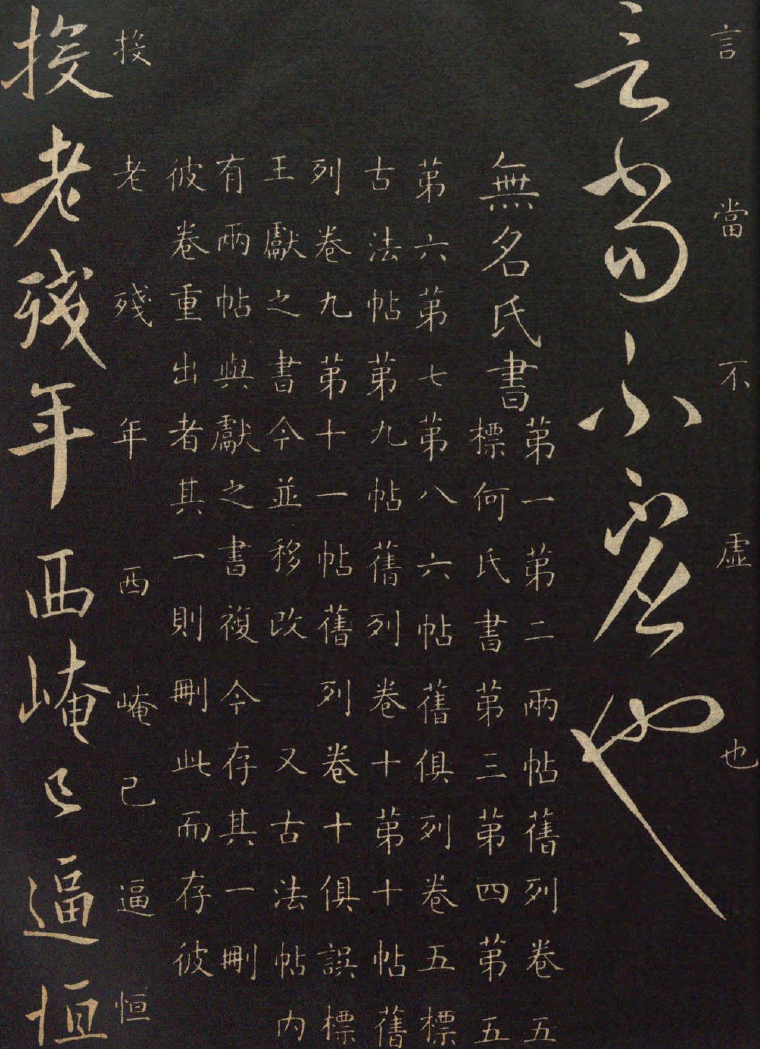 言當不虛也
言當不虛也
無名氏書
第一第二兩帖舊列卷五
標何氏書第三第四第五
第六第七第八六帖舊俱列卷五標
古法帖第九帖舊列卷十第十帖舊
列卷九第十一帖舊列卷十俱誤標
王獻之書今並移改 又古法帖内
有兩帖與獻之書複今存其一刪
彼卷重出者其一則刪此而存彼
投老殘年西崦已逼恒
投老殘年西崦已逼恒